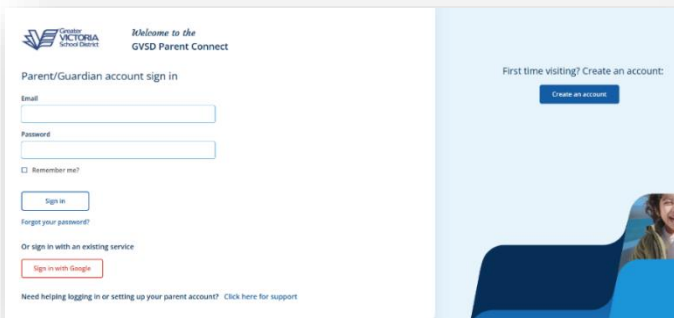 Greater
VICTORIA
School District
Welcome to the
GVSD Parent Connect
Parent/Guardian account sign in
Email
Password
Remember me?
Sign in
Forgot your password?
Or sign in with an existing service
Sign in with Google
Need helping logging in or setting up your parent account? Click here for support
First time visiting? Create an account:
Create an account